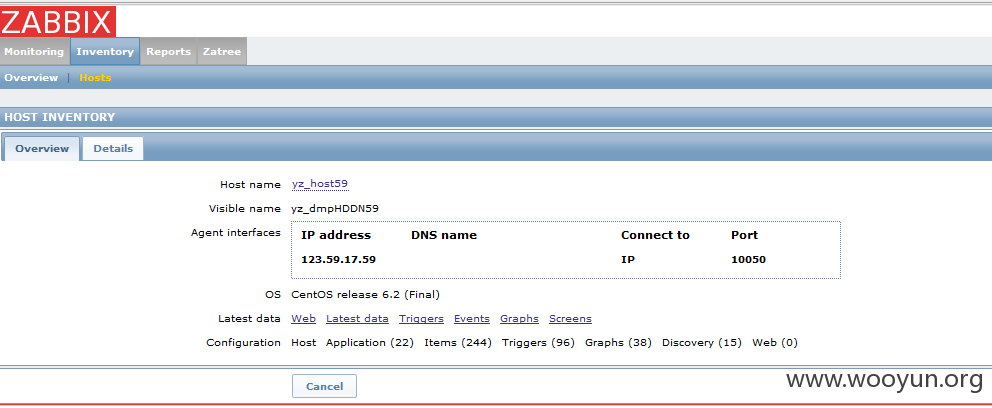 ZABBIX
Monitoring Inventory Reports Zatree
Overview | Hosts
HOST INVENTORY
Overview Details
Host name yz_host59
Visible name yz_dmpHDDN59
Agent interfaces IP address DNS name Connect to Port
123.59.17.59 IP 10050
OS CentOS release 6.2 (Final)
Latest data Web Latest data Triggers Events Graphs Screens
Configuration Host Application (22) Items (244) Triggers (96) Graphs (38) Discovery (15) Web (0)
Cancel
www.wooyun.org